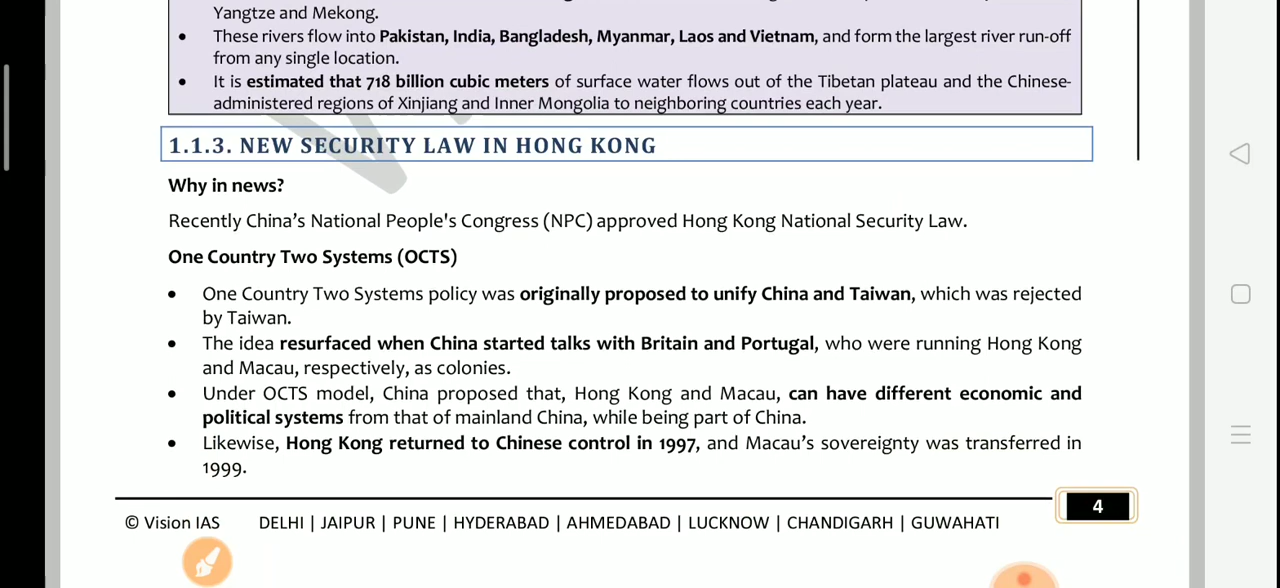 Yangtze and Mekong.
• These rivers flow into Pakistan, India, Bangladesh, Myanmar, Laos and Vietnam, and form the largest river run-off
from any single location.
• It is estimated that 718 billion cubic meters of surface water flows out of the Tibetan plateau and the Chinese-
administered regions of Xinjiang and Inner Mongolia to neighboring countries each year.
1.1.3. NEW SECURITY LAW IN HONG KONG
Why in news?
Recently China’s National People's Congress (NPC) approved Hong Kong National Security Law.
One Country Two Systems (OCTS)
• One Country Two Systems policy was originally proposed to unify China and Taiwan, which was rejected
by Taiwan.
• The idea resurfaced when China started talks with Britain and Portugal, who were running Hong Kong
and Macau, respectively, as colonies.
• Under OCTS model, China proposed that, Hong Kong and Macau, can have different economic and
political systems from that of mainland China, while being part of China.
• Likewise, Hong Kong returned to Chinese control in 1997, and Macau’s sovereignty was transferred in
1999.
4
© Vision IAS DELHI | JAIPUR | PUNE | HYDERABAD | AHMEDABAD | LUCKNOW | CHANDIGARH | GUWAHATI